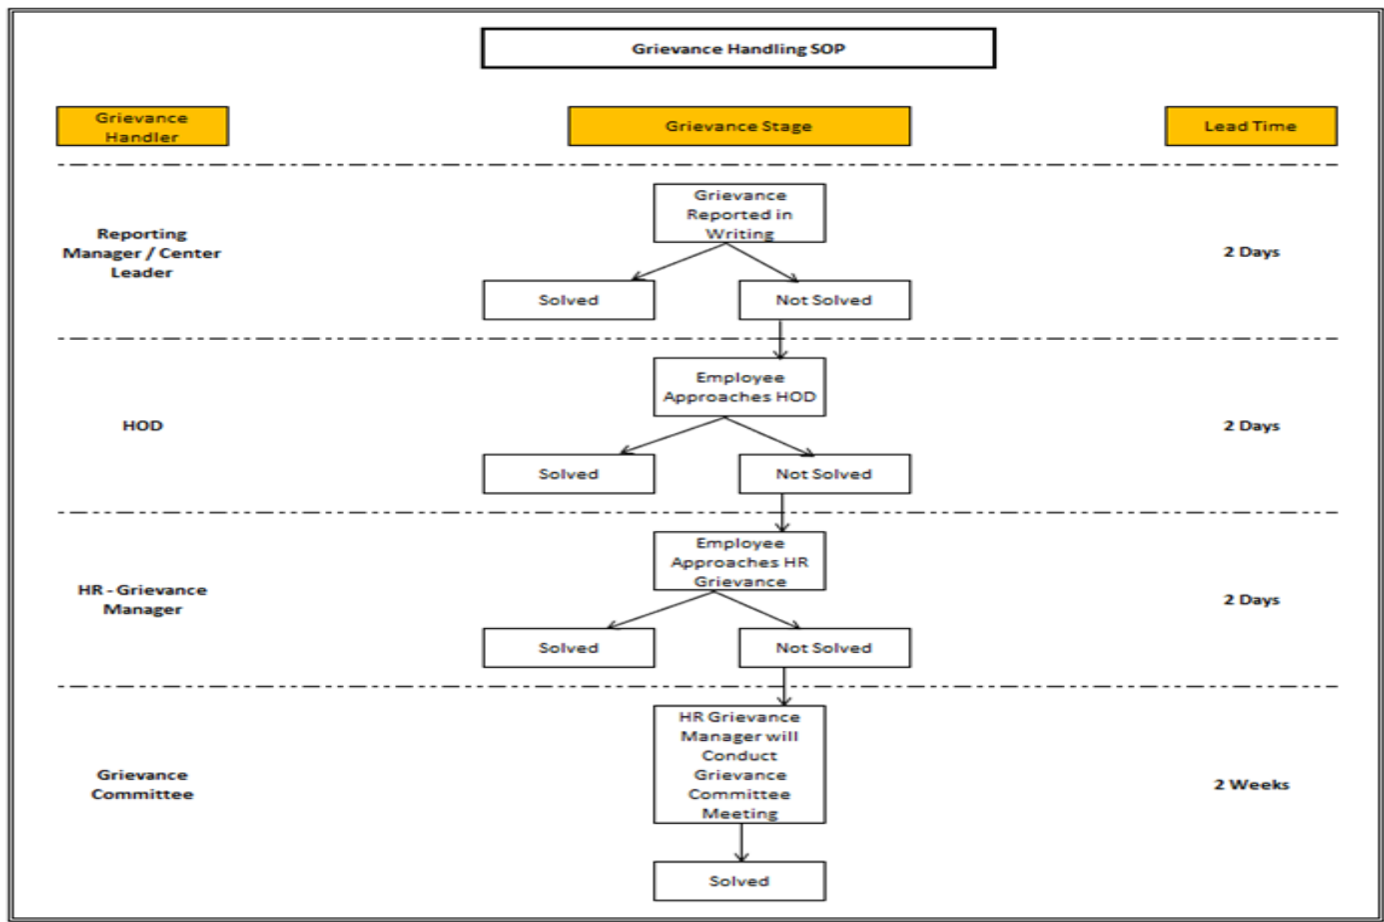 Grievance Handling SOP
Grievance
Handler
Grievance Stage
Lead Time
Grievance
Reported in
Writing
Reporting
Manager / Center
Leader
2 Days
Solved
Not Solved
Employee
Approaches HOD
HOD
2 Days
Solved
Not Solved
Employee
Approaches HR
Grievance
HR - Grievance
Manager
2 Days
Solved
Not Solved
HR Grievance
Manager will
Conduct
Grievance
Committee
Meeting
Grievance
Committee
2 Weeks
Solved